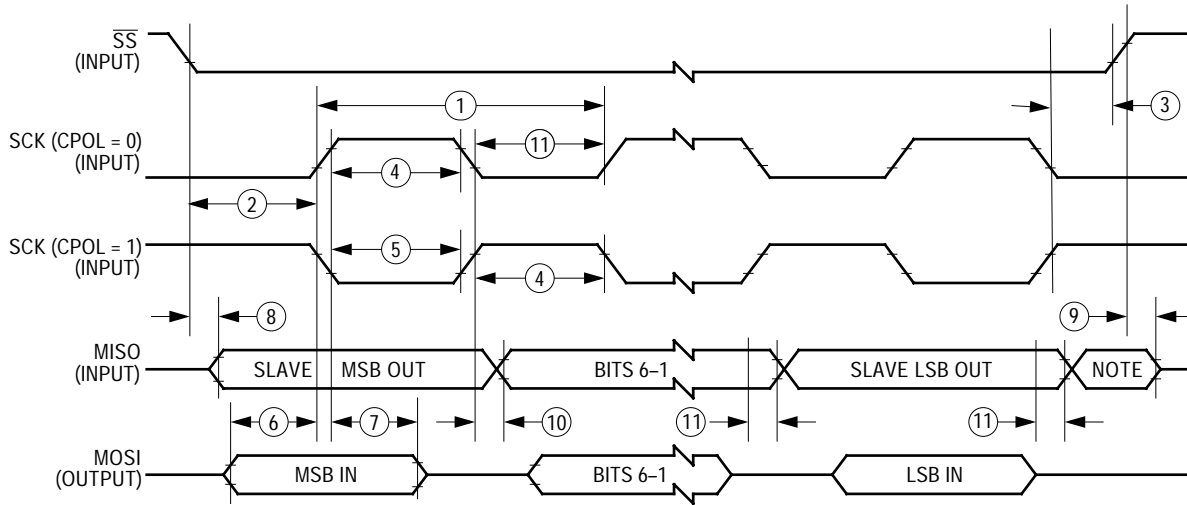 SS
(INPUT)
1
3
SCK (CPOL = 0)
(INPUT)
11
4
2
SCK (CPOL = 1)
(INPUT)
5
4
8
9
MISO
(INPUT)
SLAVE
MSB OUT
BITS 6–1
SLAVE LSB OUT
NOTE
6
7
10
11
11
MOSI
(OUTPUT)
MSB IN
BITS 6–1
LSB IN